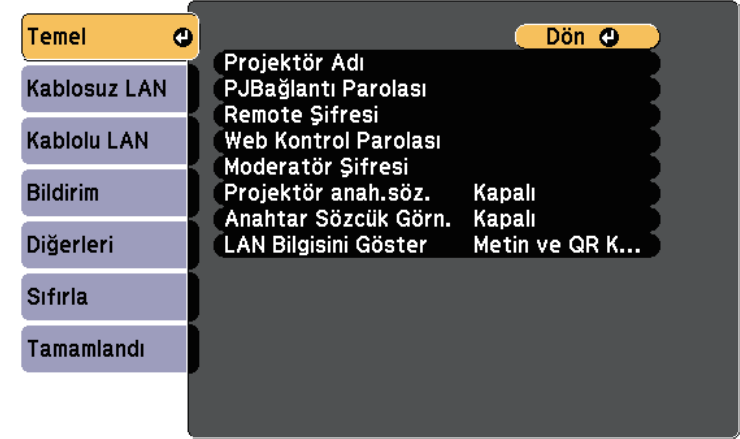 Temel
Kablosuz LAN
Kablolu LAN
Bildirim
Diğerleri
Sıfırla
Tamamlandı
Dön
Projektör Adı
PJBağlantı Parolası
Remote Şifresi
Web Kontrol Parolası
Moderatör Şifresi
Projektör anah.söz. Kapalı
Anahtar Sözcük Görn. Kapalı
LAN Bilgisini Göster Metin ve QR K...